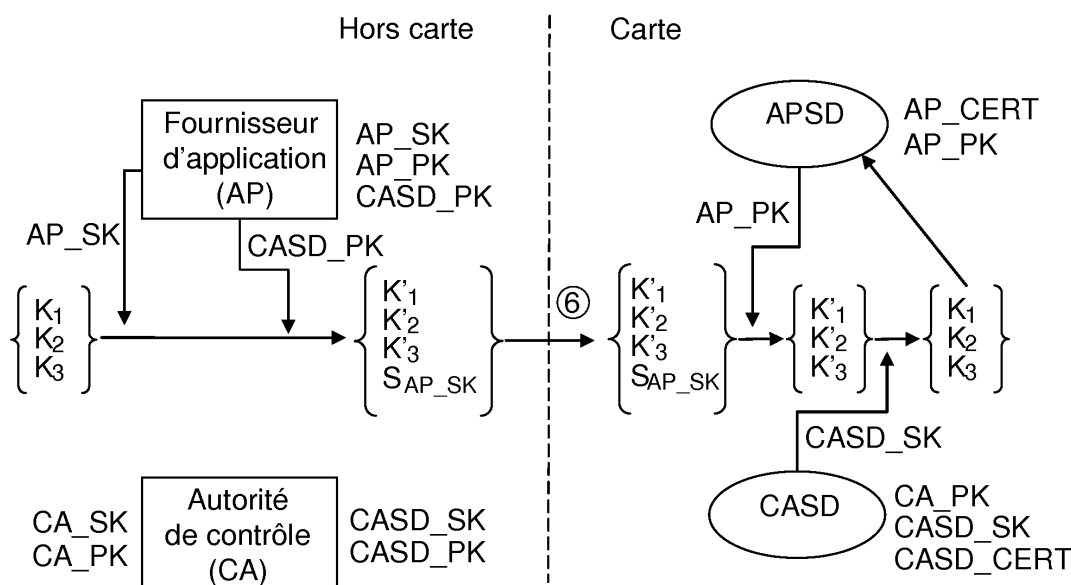 Hors carte
Carte
Fournisseur
d'application
(AP)
AP_SK
AP_PK
CASD_PK
APSD
AP_CERT
AP_PK
AP_SK
CASD_PK
AP_PK
K1
K2
K3
K'1
K'2
K'3
SAP_SK
6
K'1
K'2
K'3
SAP_SK
K'1
K'2
K'3
K1
K2
K3
CASD_SK
CA_SK
CA_PK
Autorité
de contrôle
(CA)
CASD_SK
CASD_PK
CASD
CA_PK
CASD_SK
CASD_CERT